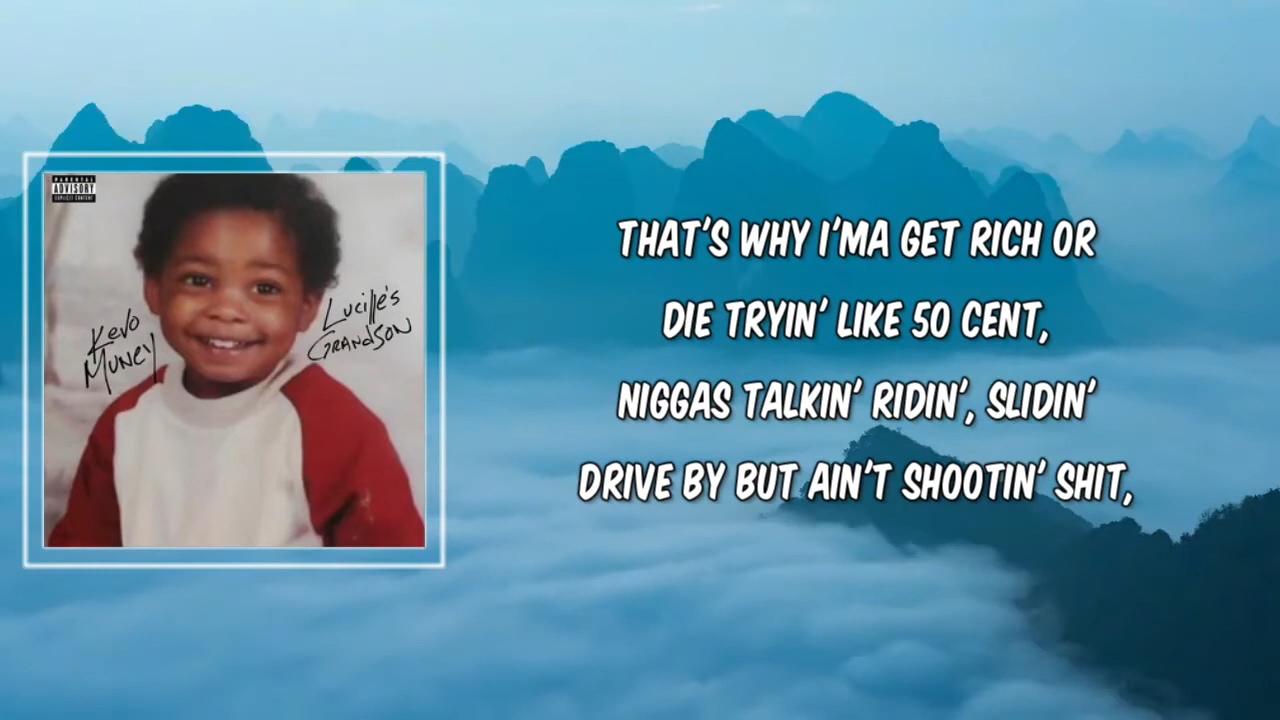 PARENTAL
ADVISORY
EXPLICIT CONTENT
Kevo
Muney
Lucille's
Grandson
THAT'S WHY I'MA GET RICH OR
DIE TRYIN' LIKE 50 CENT,
NIGGAS TALKIN' RIDIN', SLIDIN'
DRIVE BY BUT AIN'T SHOOTIN' SHIT,